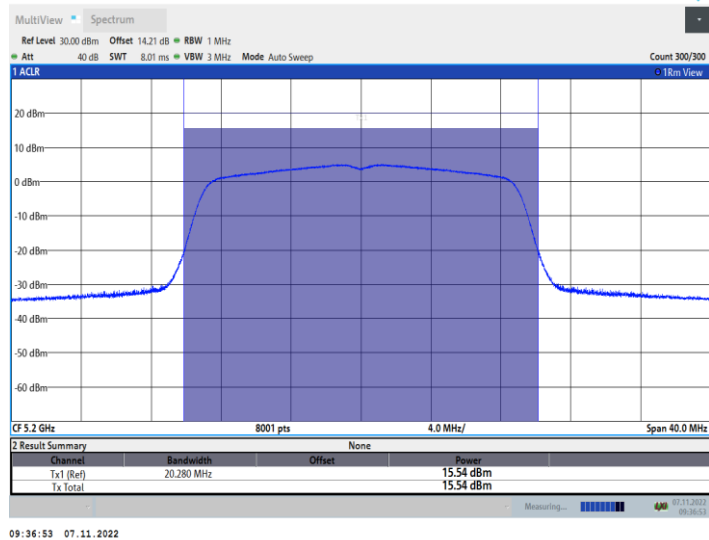 MultiView Spectrum
Ref Level 30.00 dBm Offset 14.21 dB RBW 1 MHz
Att 40 dB SWT 8.01 ms VBW 3 MHz Mode Auto Sweep Count 300/300
1 ACLR 1Rm View
20 dBm
10 dBm
0 dBm
-10 dBm
-20 dBm
-30 dBm
-40 dBm
-50 dBm
-60 dBm
CF 5.2 GHz 8001 pts 4.0 MHz/ Span 40.0 MHz
2 Result Summary None
Channel Bandwidth Offset Power
Tx1 (Ref) 20.280 MHz 15.54 dBm
Tx Total 15.54 dBm
Measuring... 07.11.2022
09:36:53
09:36:53 07.11.2022